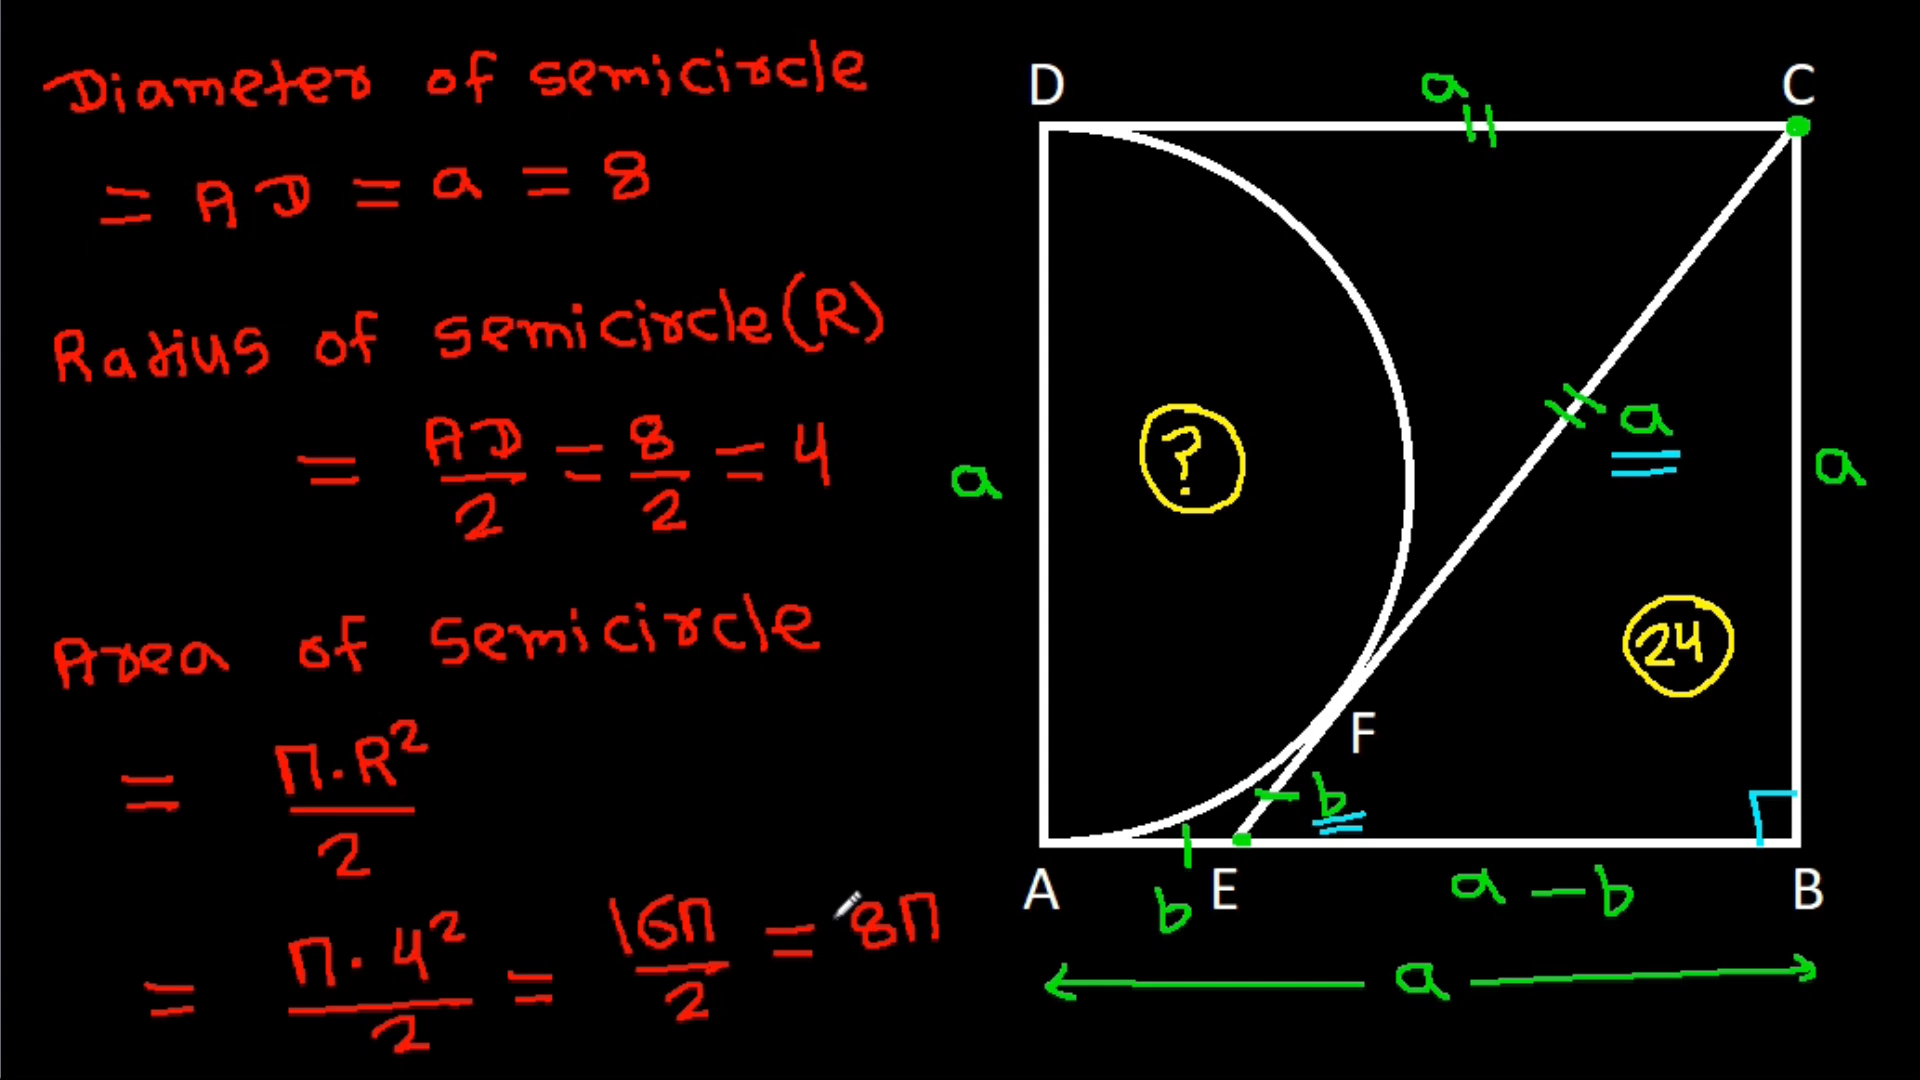 Diameter of semicircle
= AD = a = 8
Radius of semicircle(R)
= AD/2 = 8/2 = 4
Area of semicircle
= π·R²/2
= π·4²/2 = 16π/2 = 8π
D a C
a ? a a
24
F
b
A b E a - b B
a